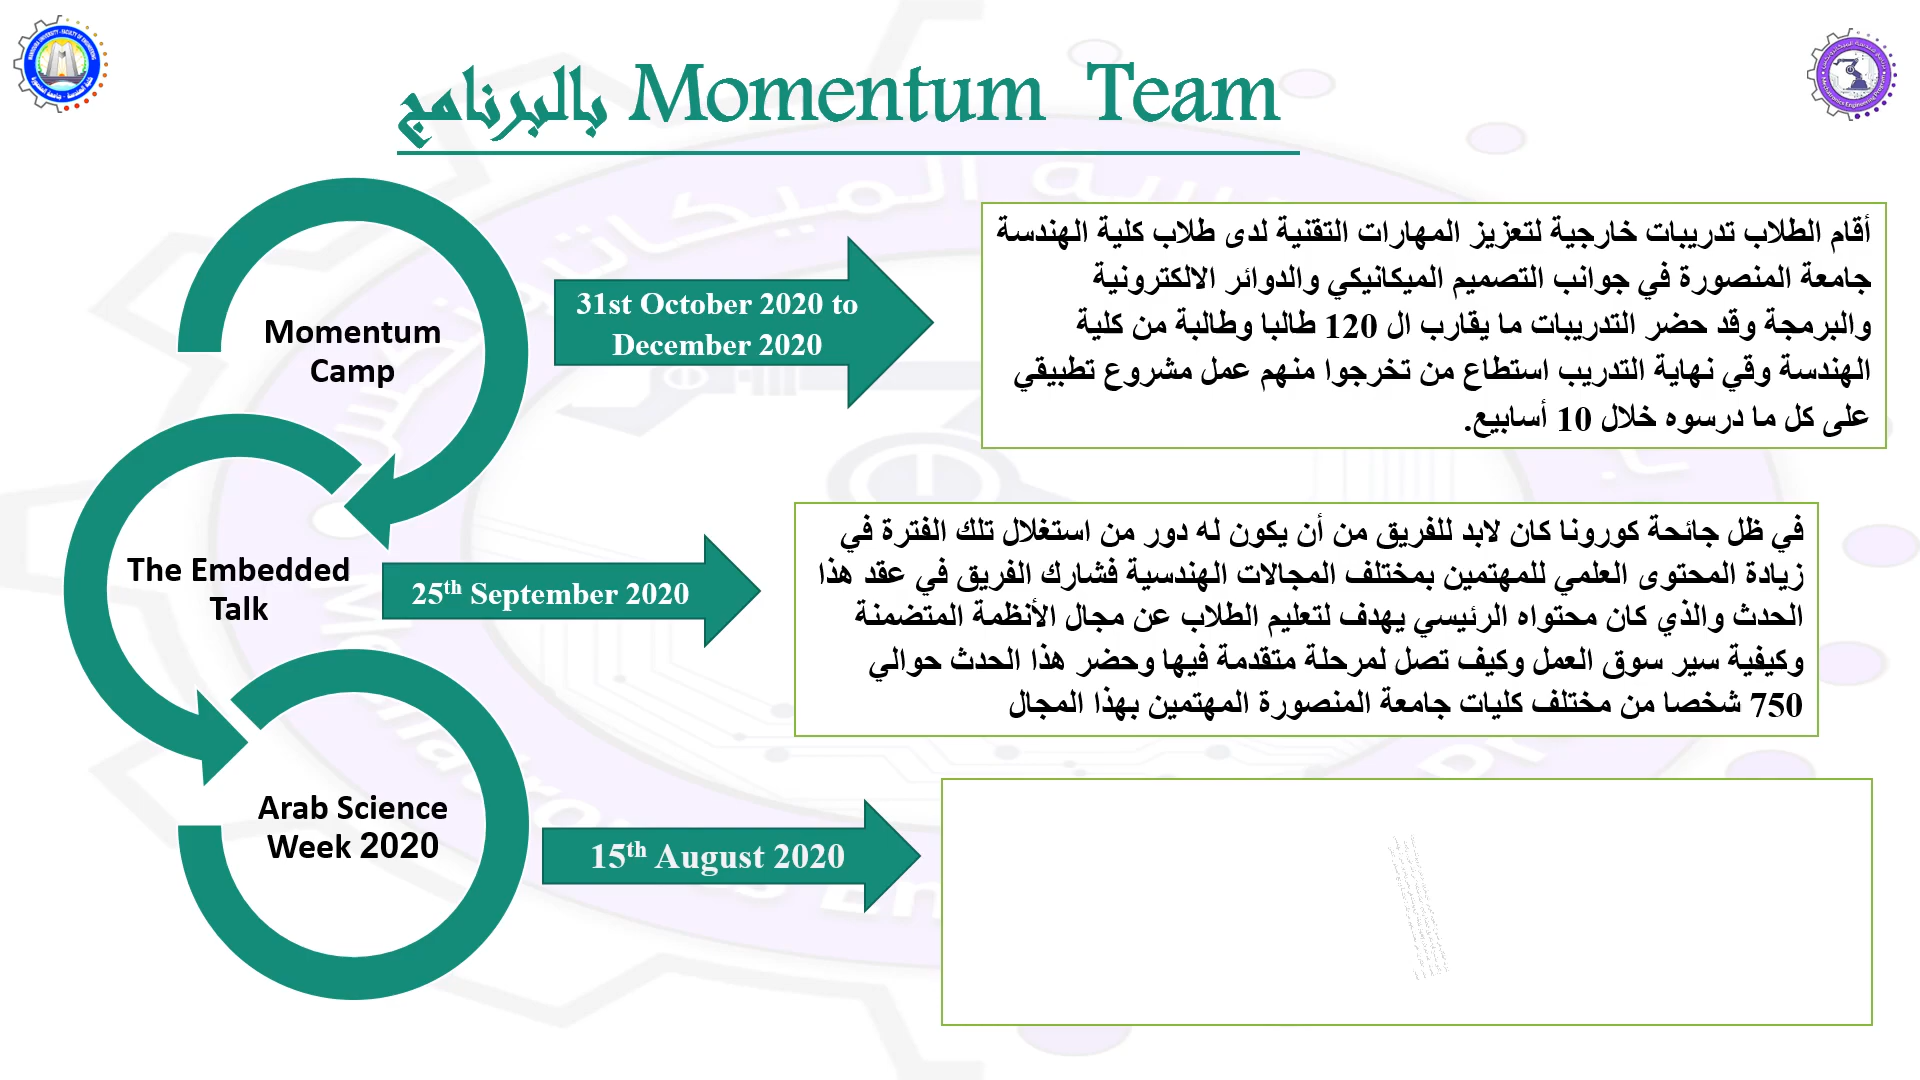 Momentum Team بالبرنامج
Momentum
Camp
31st October 2020 to
December 2020
أقام الطلاب تدريبات خارجية لتعزيز المهارات التقنية لدى طلاب كلية الهندسة
جامعة المنصورة في جوانب التصميم الميكانيكي والدوائر الالكترونية
والبرمجة وقد حضر التدريبات ما يقارب ال 120 طالبا وطالبة من كلية
الهندسة وقي نهاية التدريب استطاع من تخرجوا منهم عمل مشروع تطبيقي
على كل ما درسوه خلال 10 أسابيع.
The Embedded
Talk
25th September 2020
في ظل جائحة كورونا كان لابد للفريق من أن يكون له دور من استغلال تلك الفترة في
زيادة المحتوى العلمي للمهتمين بمختلف المجالات الهندسية فشارك الفريق في عقد هذا
الحدث والذي كان محتواه الرئيسي يهدف لتعليم الطلاب عن مجال الأنظمة المتضمنة
وكيفية سير سوق العمل وكيف تصل لمرحلة متقدمة فيها وحضر هذا الحدث حوالي
750 شخصا من مختلف كليات جامعة المنصورة المهتمين بهذا المجال
Arab Science
Week 2020
15th August 2020